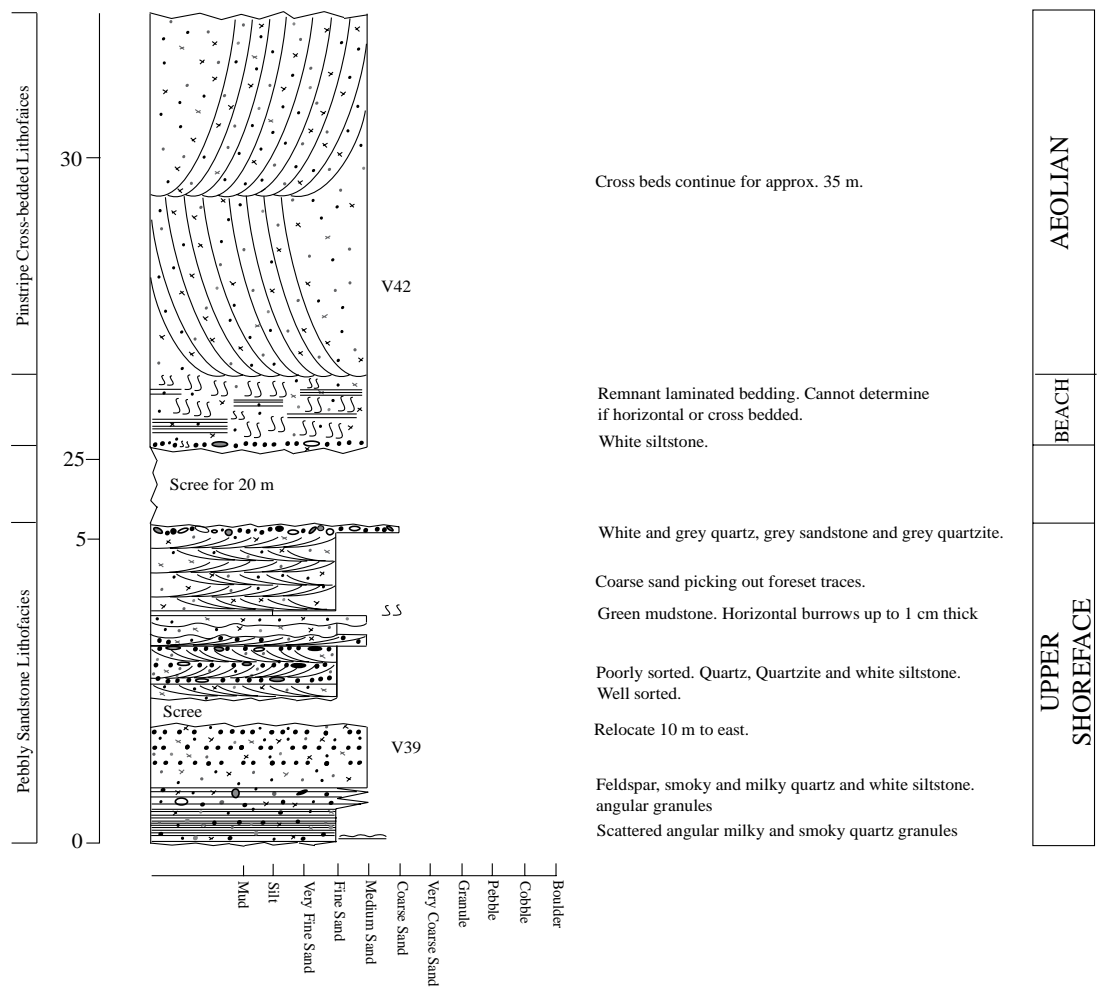 Pinstripe Cross-bedded Lithofaices
Pebbly Sandstone Lithofacies
30
25
5
0
V42
Scree for 20 m
Scree
V39
Cross beds continue for approx. 35 m.
Remnant laminated bedding. Cannot determine
if horizontal or cross bedded.
White siltstone.
White and grey quartz, grey sandstone and grey quartzite.
Coarse sand picking out foreset traces.
Green mudstone. Horizontal burrows up to 1 cm thick
Poorly sorted. Quartz, Quartzite and white siltstone.
Well sorted.
Relocate 10 m to east.
Feldspar, smoky and milky quartz and white siltstone.
angular granules
Scattered angular milky and smoky quartz granules
AEOLIAN
BEACH
UPPER
SHOREFACE
Mud
Silt
Very Fine Sand
Fine Sand
Medium Sand
Coarse Sand
Very Coarse Sand
Granule
Pebble
Cobble
Boulder